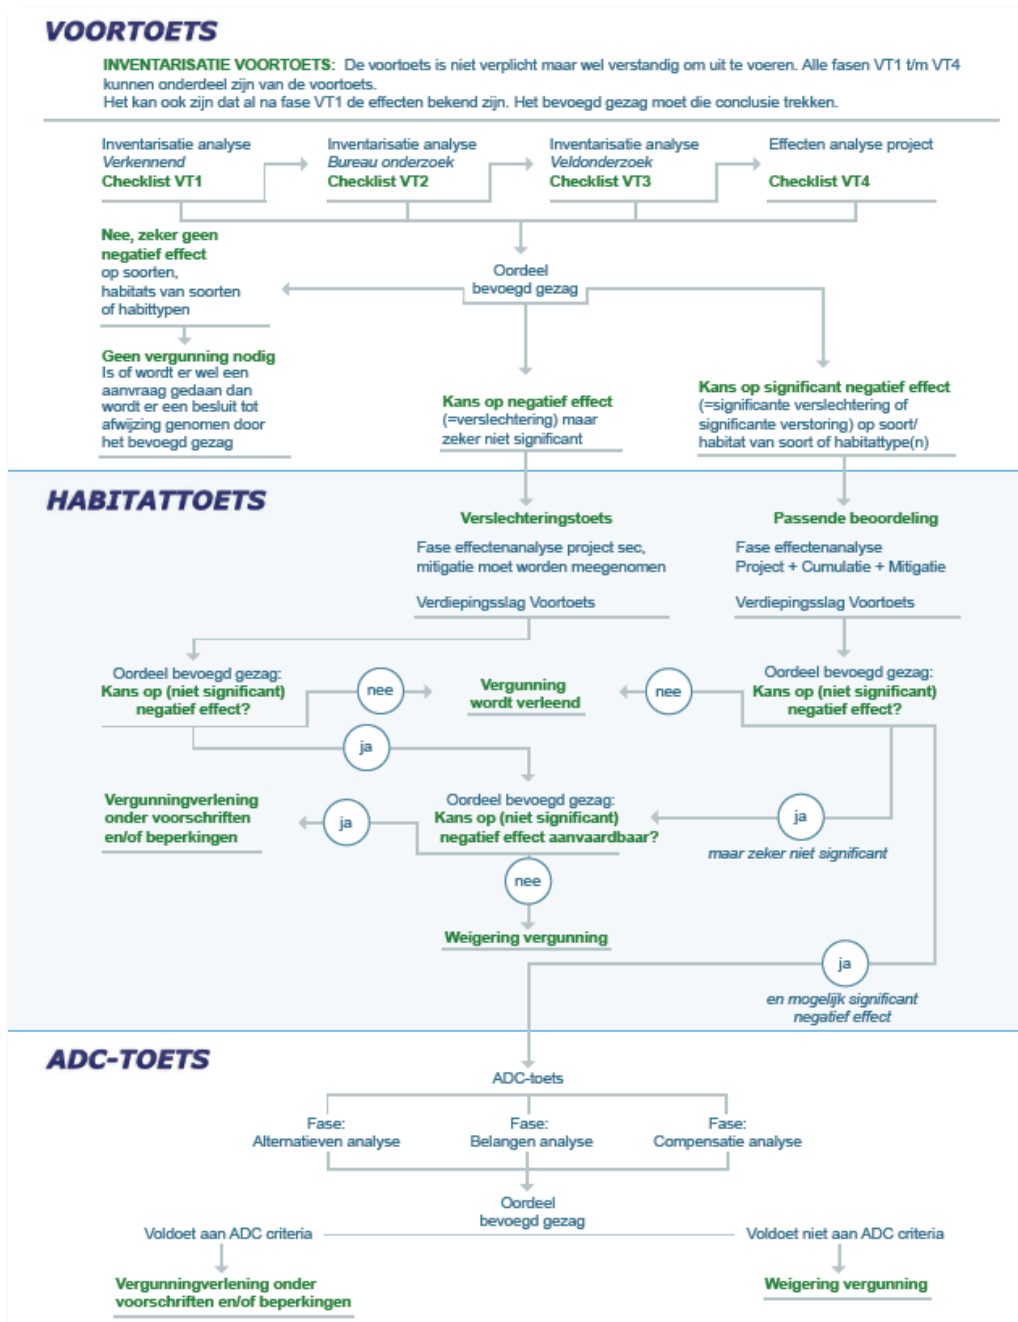 VOORTOETS
INVENTARISATIE VOORTOETS: De voortoets is niet verplicht maar wel verstandig om uit te voeren. Alle fasen VT1 t/m VT4
kunnen onderdeel zijn van de voortoets.
Het kan ook zijn dat al na fase VT1 de effecten bekend zijn. Het bevoegd gezag moet die conclusie trekken.
Inventarisatie analyse
Verkennend
Checklist VT1
Inventarisatie analyse
Bureau onderzoek
Checklist VT2
Inventarisatie analyse
Veldonderzoek
Checklist VT3
Effecten analyse project
Checklist VT4
Nee, zeker geen
negatief effect
op soorten,
habitats van soorten
of habittypen
Oordeel
bevoegd gezag
Geen vergunning nodig
Is of wordt er wel een
aanvraag gedaan dan
wordt er een besluit tot
afwijzing genomen door
het bevoegd gezag
Kans op negatief effect
(=verslechtering) maar
zeker niet significant
Kans op significant negatief effect
(=significante verslechtering of
significante verstoring) op soort/
habitat van soort of habitattype(n)
HABITATTOETS
Verslechteringstoets
Fase effectenanalyse project sec,
mitigatie moet worden meegenomen
Verdiepingsslag Voortoets
Passende beoordeling
Fase effectenanalyse
Project + Cumulatie + Mitigatie
Verdiepingsslag Voortoets
Oordeel bevoegd gezag:
Kans op (niet significant)
negatief effect?
nee
Vergunning
wordt verleend
nee
Oordeel bevoegd gezag:
Kans op (niet significant)
negatief effect?
ja
Vergunningverlening
onder voorschriften
en/of beperkingen
ja
Oordeel bevoegd gezag:
Kans op (niet significant)
negatief effect aanvaardbaar?
ja
maar zeker niet significant
nee
Weigering vergunning
ja
en mogelijk significant
negatief effect
ADC-TOETS
ADC-toets
Fase:
Alternatieven analyse
Fase:
Belangen analyse
Fase:
Compensatie analyse
Oordeel
bevoegd gezag
Voldoet aan ADC criteria
Voldoet niet aan ADC criteria
Vergunningverlening onder
voorschriften en/of beperkingen
Weigering vergunning